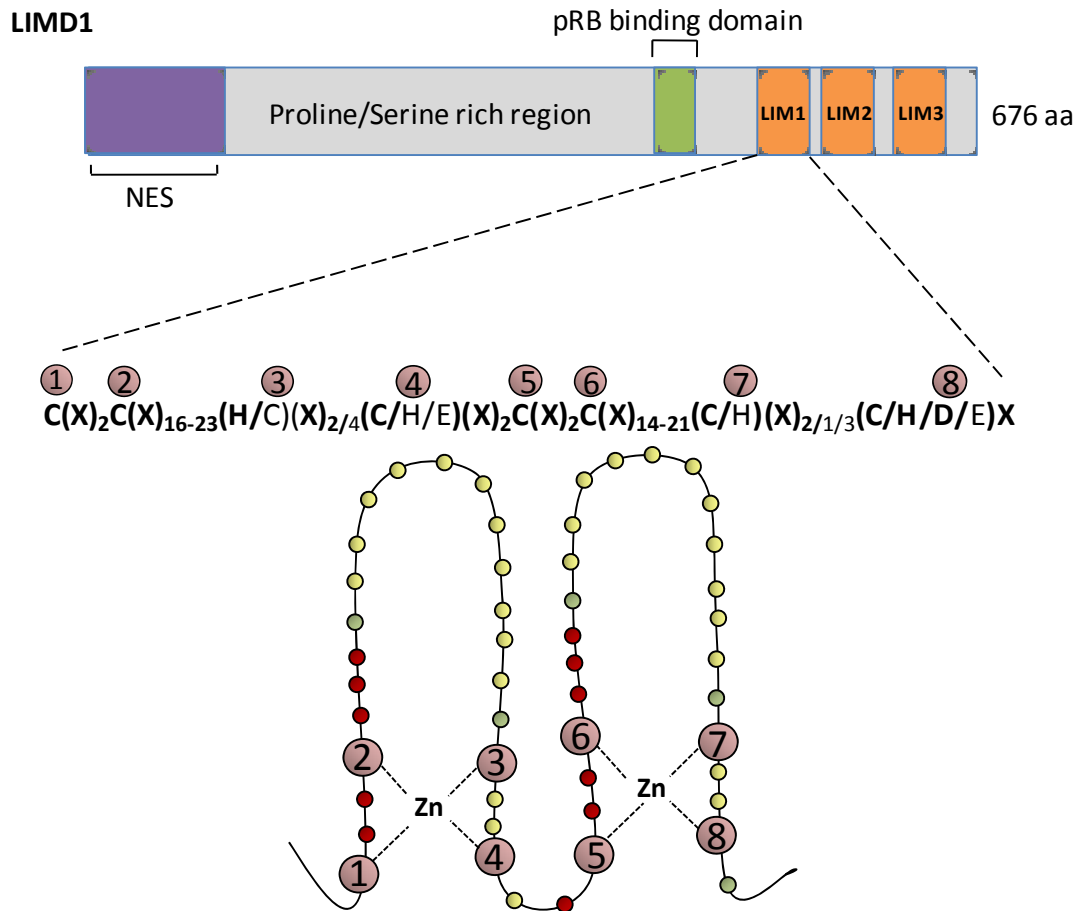 LIMD1
pRB binding domain
Proline/Serine rich region
LIM1 LIM2 LIM3
676 aa
NES
1 2 3 4 5 6 7 8
C(X)₂C(X)₁₆₋₂₃(H/C)(X)₂/₄(C/H/E)(X)₂C(X)₂C(X)₁₄₋₂₁(C/H)(X)₂/₁/₃(C/H/D/E)X
6 7
2 3
Zn
Zn
8
4 5
1